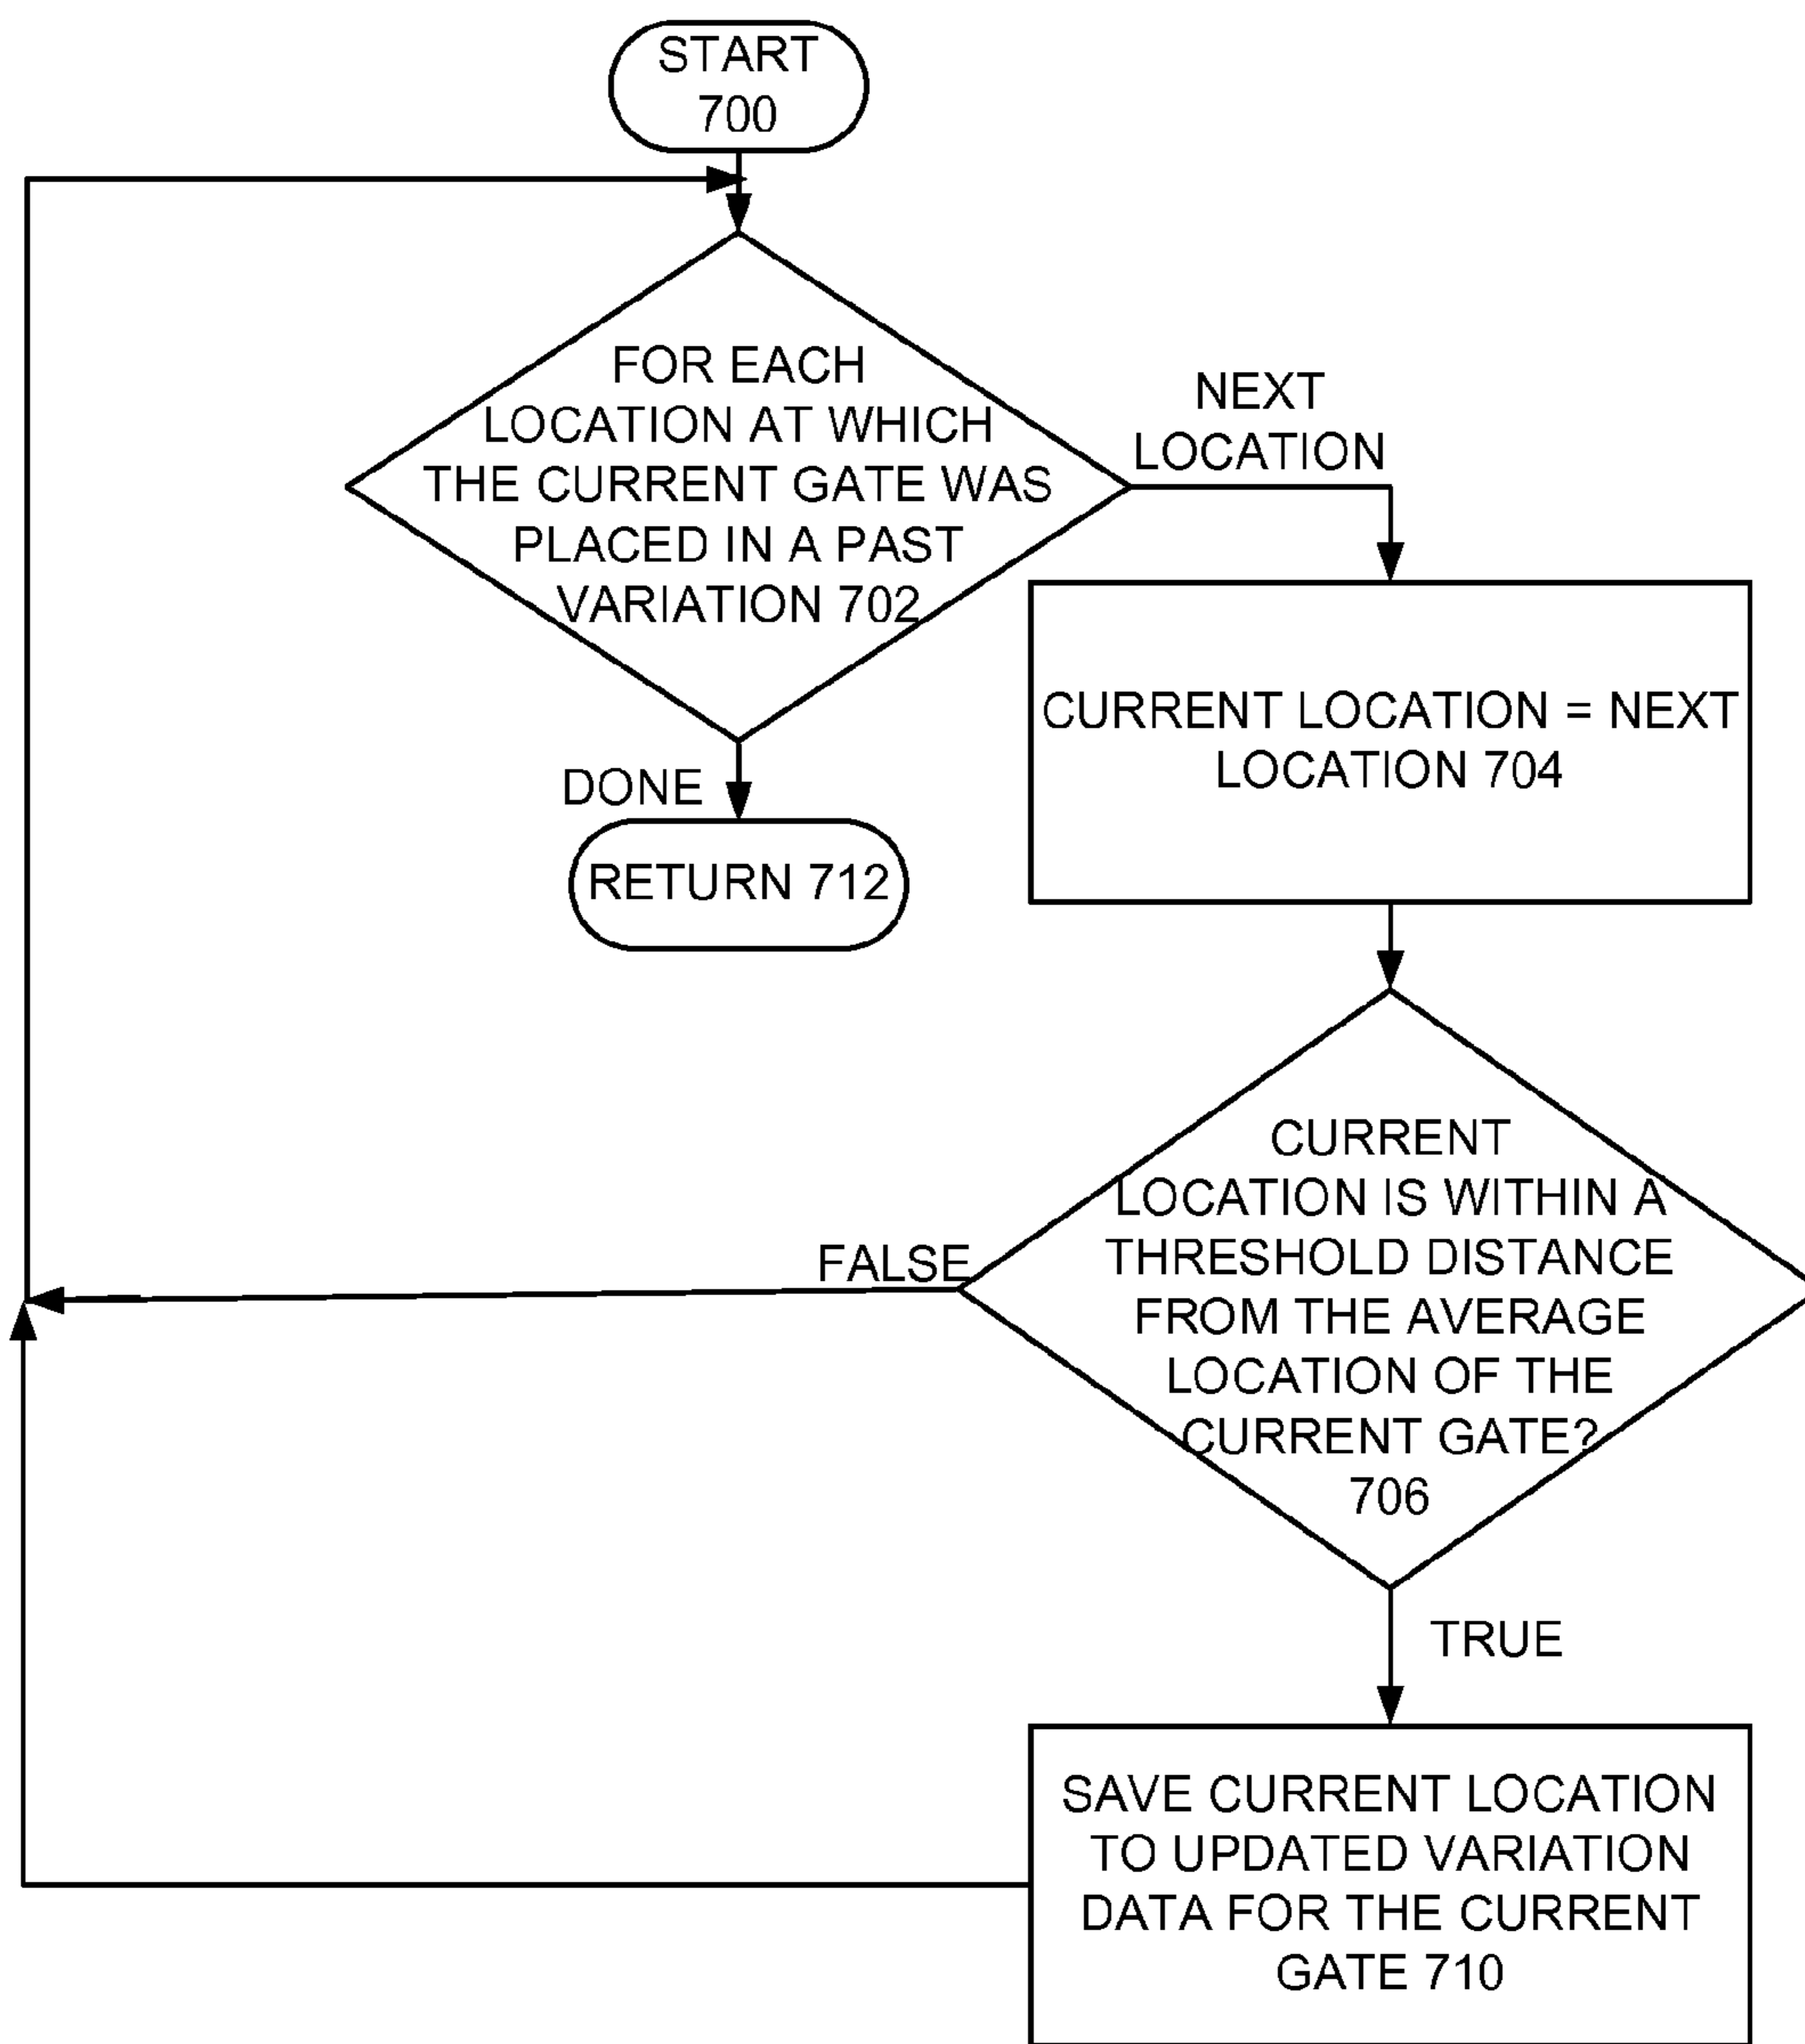 START
700
FOR EACH
LOCATION AT WHICH
THE CURRENT GATE WAS
PLACED IN A PAST
VARIATION 702
NEXT
LOCATION
DONE
RETURN 712
CURRENT LOCATION = NEXT
LOCATION 704
CURRENT
LOCATION IS WITHIN A
THRESHOLD DISTANCE
FROM THE AVERAGE
LOCATION OF THE
CURRENT GATE?
706
FALSE
TRUE
SAVE CURRENT LOCATION
TO UPDATED VARIATION
DATA FOR THE CURRENT
GATE 710